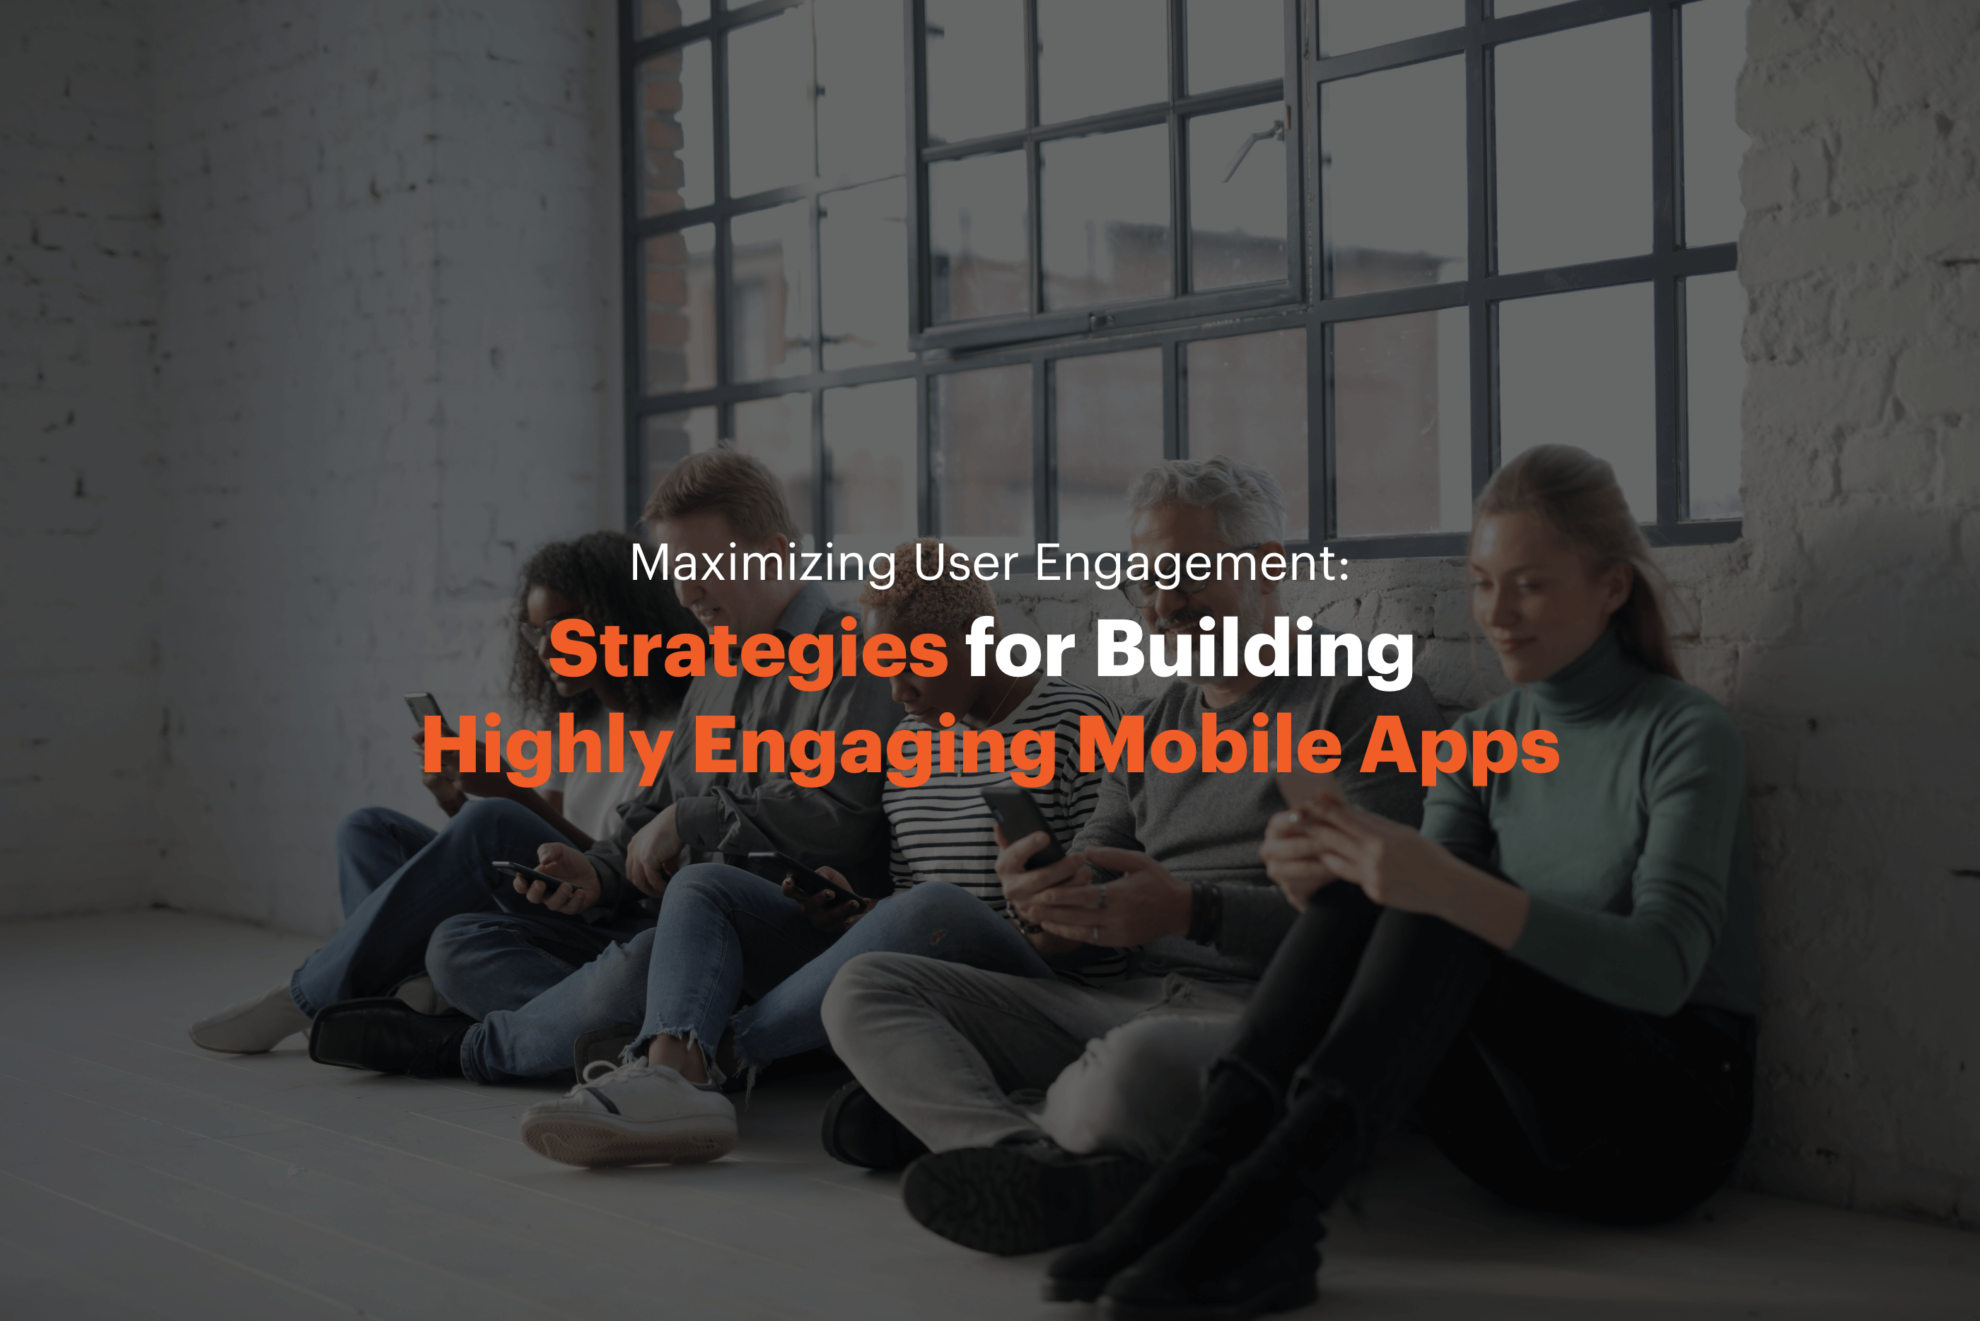 Maximizing User Engagement:
Strategies for Building
Highly Engaging Mobile Apps